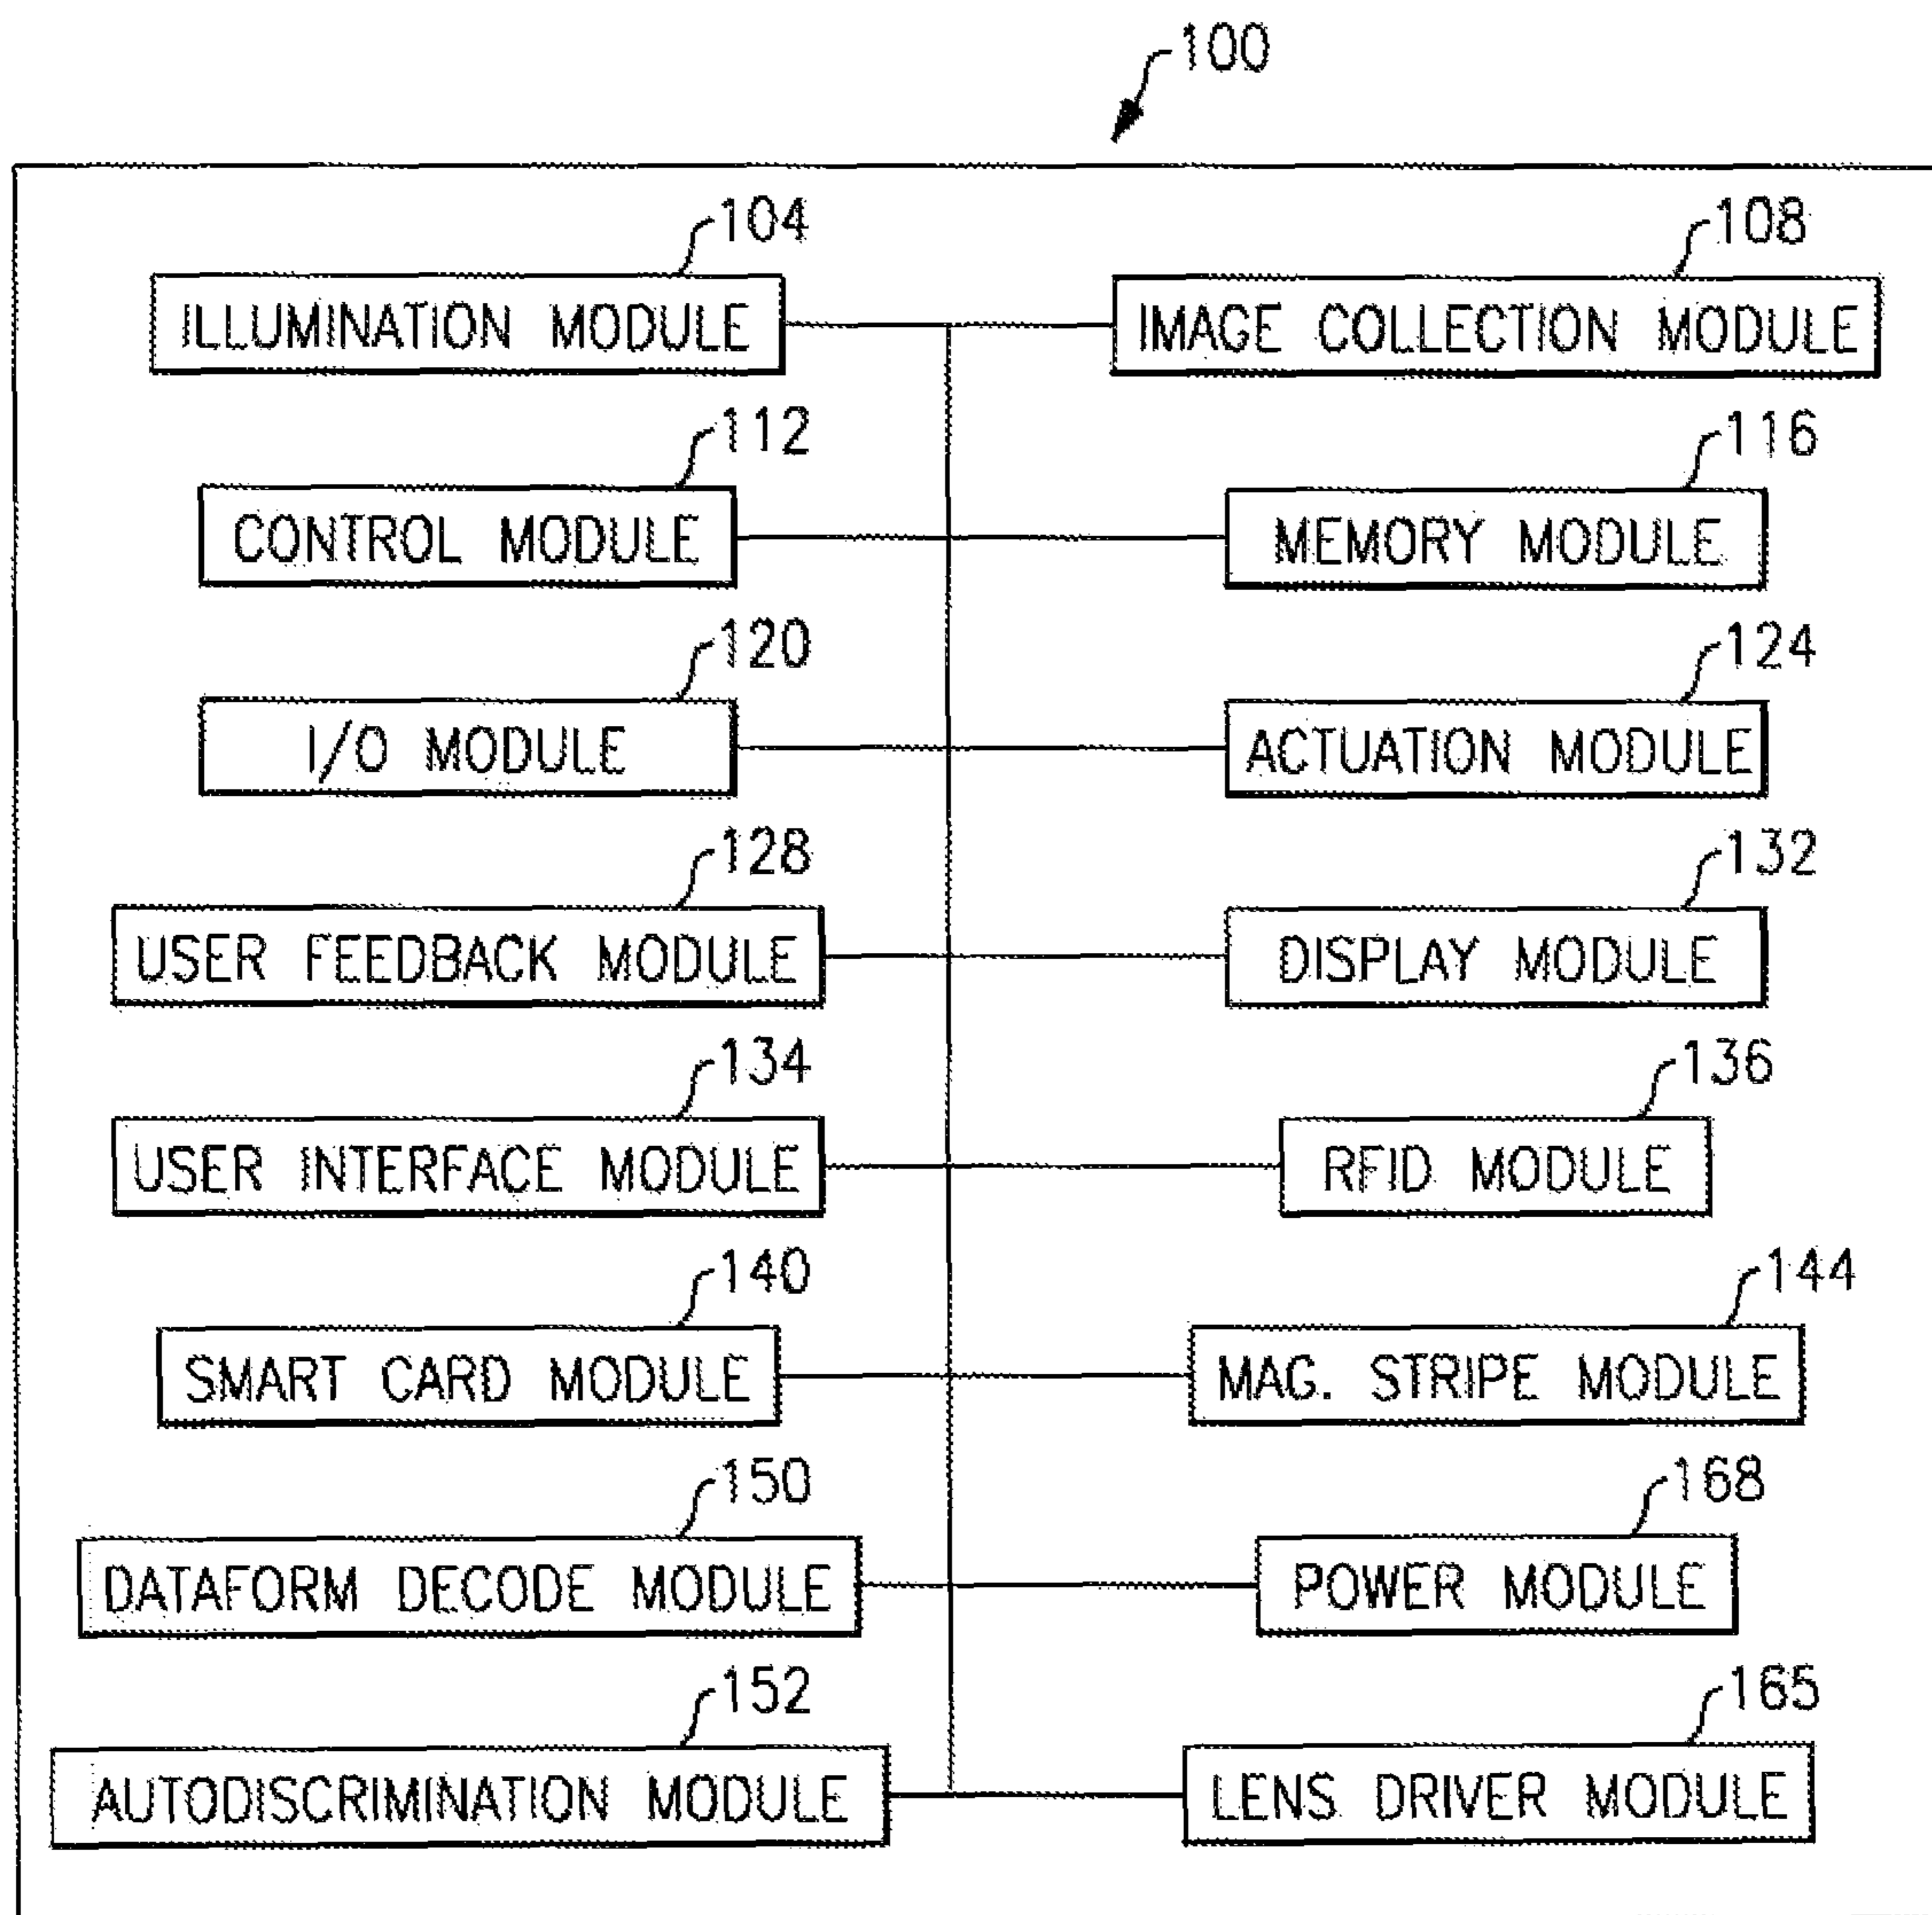 100
104
108
ILLUMINATION MODULE
IMAGE COLLECTION MODULE
112
116
CONTROL MODULE
MEMORY MODULE
120
124
I/O MODULE
ACTUATION MODULE
128
132
USER FEEDBACK MODULE
DISPLAY MODULE
134
136
USER INTERFACE MODULE
RFID MODULE
140
144
SMART CARD MODULE
MAG. STRIPE MODULE
150
168
DATAFORM DECODE MODULE
POWER MODULE
152
165
AUTODISCRIMINATION MODULE
LENS DRIVER MODULE